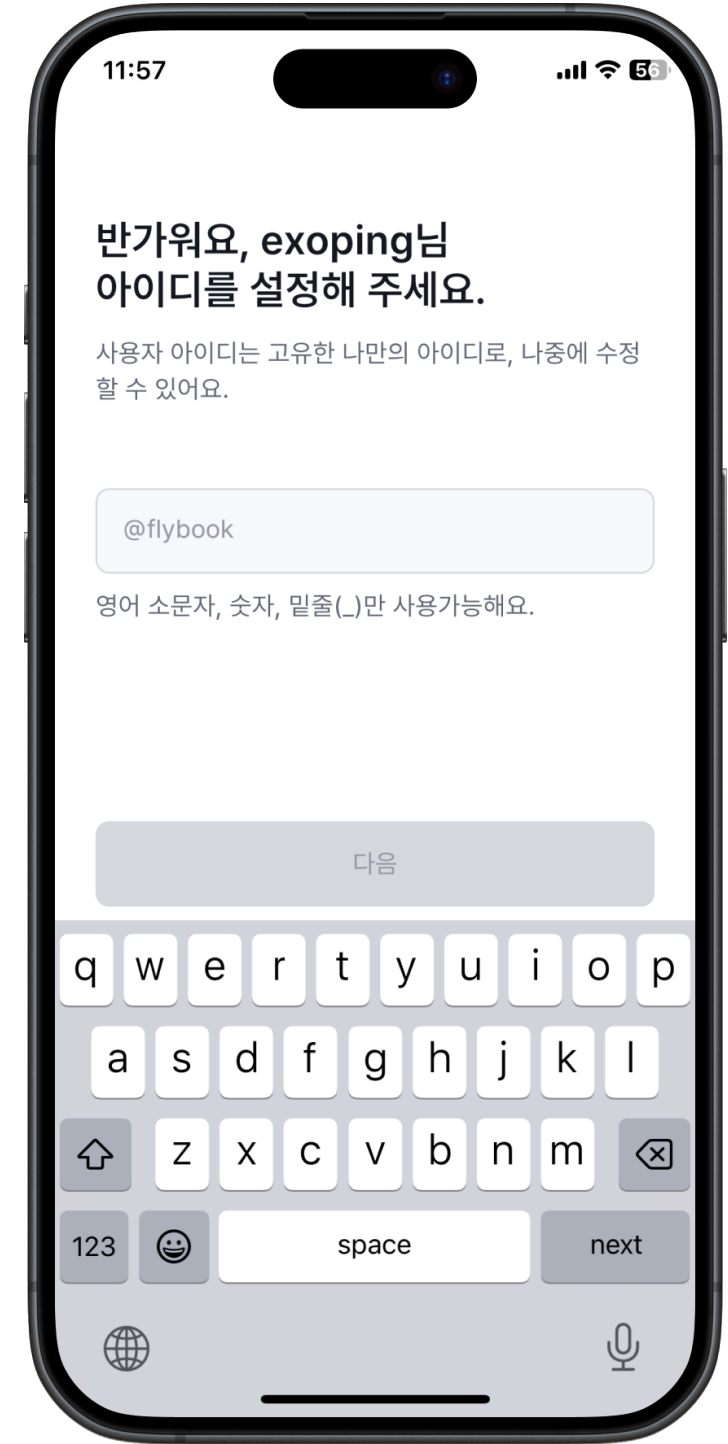 11:57
56
반가워요, exoping님
아이디를 설정해 주세요.
사용자 아이디는 고유한 나만의 아이디로, 나중에 수정
할 수 있어요.
@flybook
영어 소문자, 숫자, 밑줄(_)만 사용가능해요.
다음
q w e r t y u i o p
a s d f g h j k l
z x c v b n m
123 space next